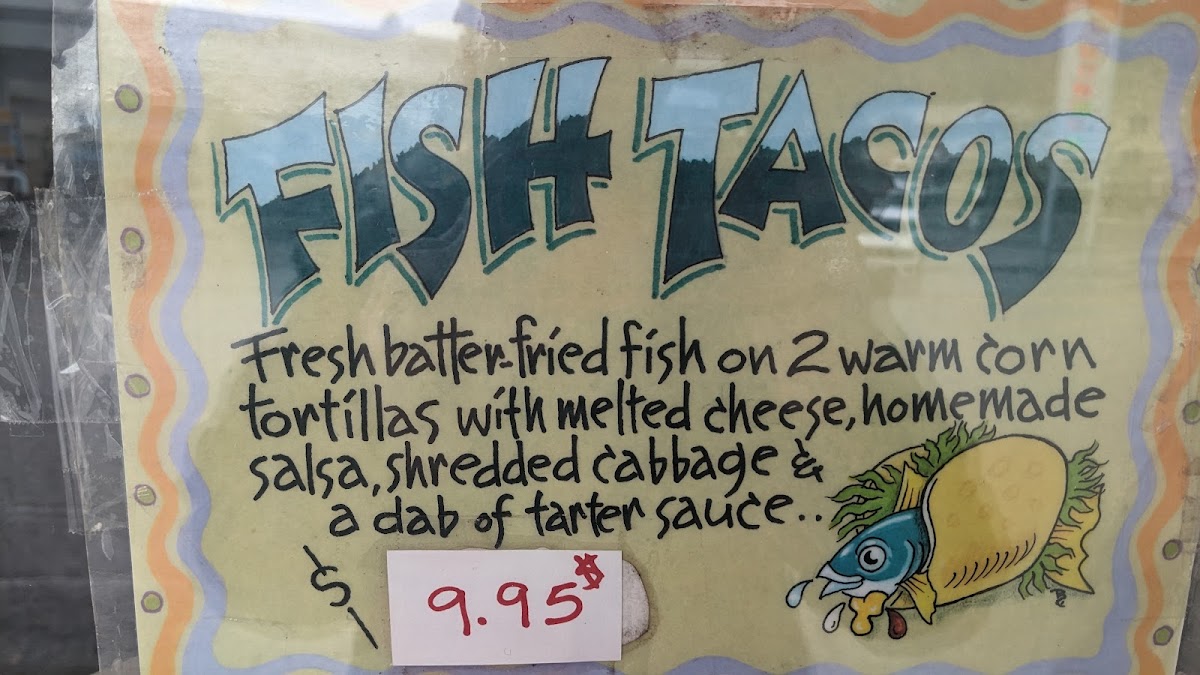 FISH TACOS
Fresh batter-fried fish on 2 warm corn
tortillas with melted cheese, homemade
salsa, shredded cabbage &
a dab of tarter sauce..
$ 9.95$